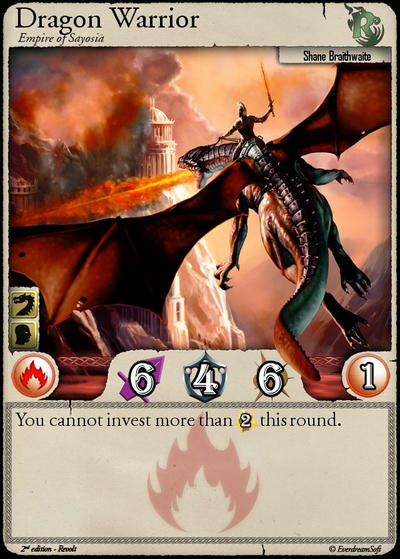 Dragon Warrior
Empire of Sayosia
R
Shane Braithwaite
6 4 6 1
You cannot invest more than 2 this round.
2nd edition - Revolts
© EverdreamSoft